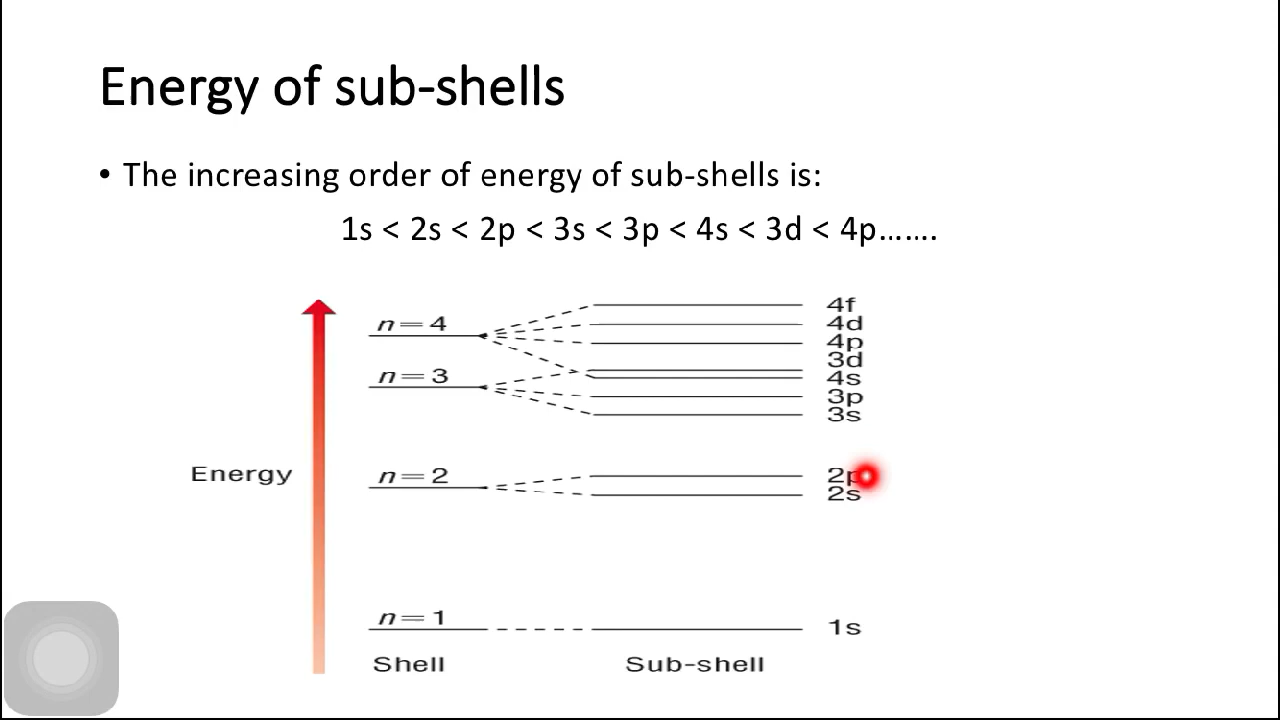 Energy of sub-shells
• The increasing order of energy of sub-shells is:
1s < 2s < 2p < 3s < 3p < 4s < 3d < 4p…….
4f
n = 4
4d
4p
3d
n = 3
4s
3p
3s
Energy
n = 2
2p
2s
n = 1
1s
Shell
Sub-shell